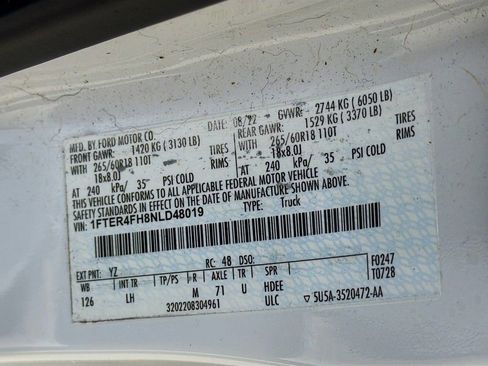 MFD. BY FORD MOTOR CO.
DATE: 08/22 GVWR: 2744 KG ( 6050 LB)
FRONT GAWR: 1420 KG ( 3130 LB) REAR GAWR: 1529 KG ( 3370 LB)
WITH 265/60R18 110T TIRES WITH 265/60R18 110T TIRES
18x8.0J RIMS 18x8.0J RIMS
AT 240 kPa/ 35 PSI COLD AT 240 kPa/ 35 PSI COLD
THIS VEHICLE CONFORMS TO ALL APPLICABLE FEDERAL MOTOR VEHICLE
SAFETY STANDARDS IN EFFECT ON THE DATE OF MANUFACTURE SHOWN ABOVE.
VIN: 1FTER4FH8NLD48019 TYPE: Truck
EXT PNT: YZ RC: 48 DSO: F0247
WB INT TR TP/PS R AXLE TR SPR T0728
126 LH M 71 U HDEE
3202208304961 ULC 5U5A-3520472-AA